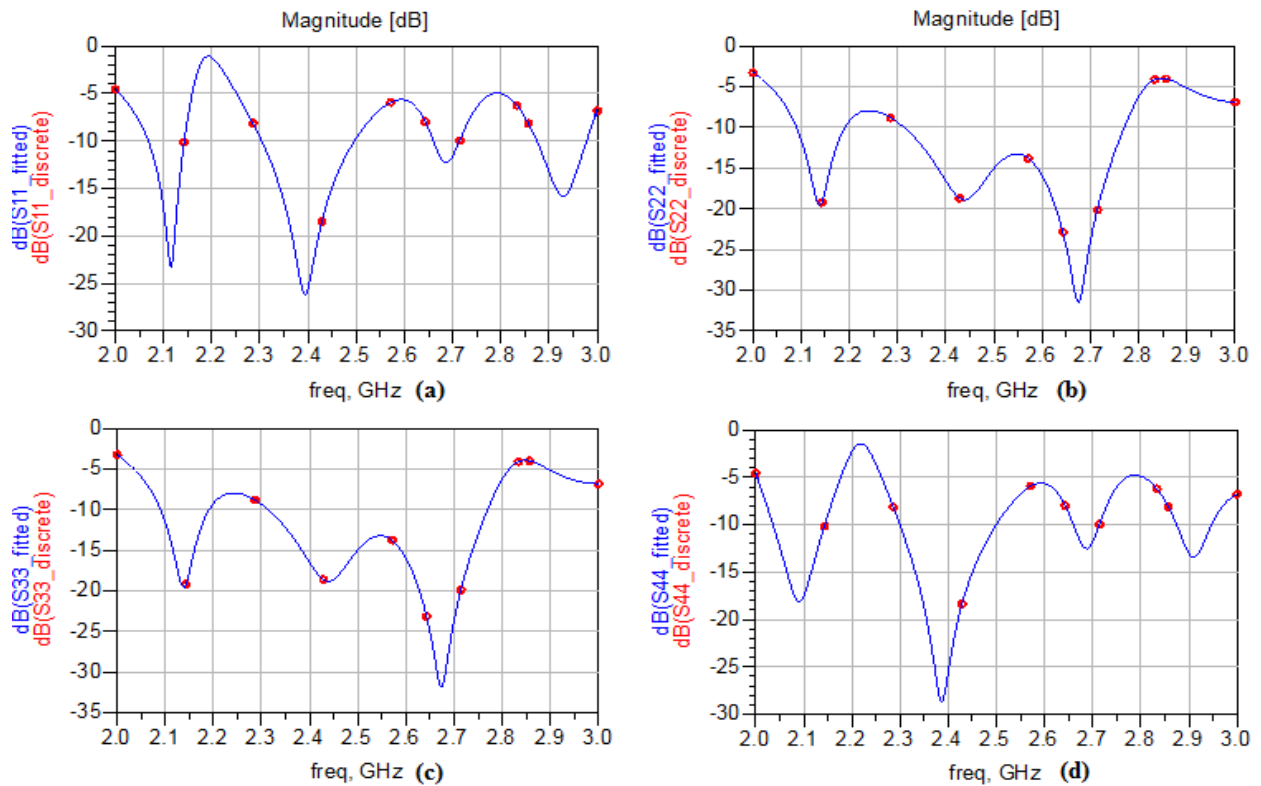 Magnitude [dB]
dB(S11_fitted)
dB(S11_discrete)
0
-5
-10
-15
-20
-25
-30
2.0 2.1 2.2 2.3 2.4 2.5 2.6 2.7 2.8 2.9 3.0
freq, GHz (a)
Magnitude [dB]
dB(S22_fitted)
dB(S22_discrete)
0
-5
-10
-15
-20
-25
-30
-35
2.0 2.1 2.2 2.3 2.4 2.5 2.6 2.7 2.8 2.9 3.0
freq, GHz (b)
dB(S33_fitted)
dB(S33_discrete)
0
-5
-10
-15
-20
-25
-30
-35
2.0 2.1 2.2 2.3 2.4 2.5 2.6 2.7 2.8 2.9 3.0
freq, GHz (c)
dB(S44_fitted)
dB(S44_discrete)
0
-5
-10
-15
-20
-25
-30
2.0 2.1 2.2 2.3 2.4 2.5 2.6 2.7 2.8 2.9 3.0
freq, GHz (d)